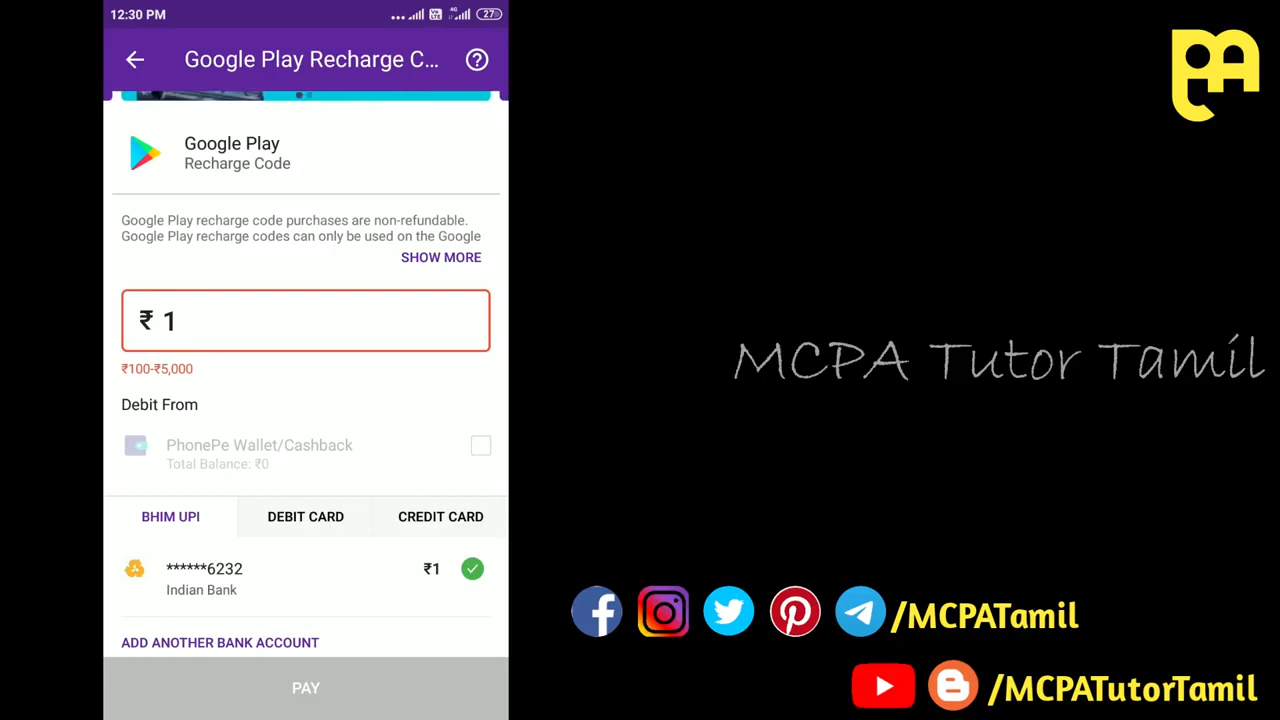 12:30 PM
4G
27
Google Play Recharge C...
Google Play
Recharge Code
Google Play recharge code purchases are non-refundable.
Google Play recharge codes can only be used on the Google
SHOW MORE
₹ 1
₹100-₹5,000
Debit From
PhonePe Wallet/Cashback
Total Balance: ₹0
BHIM UPI
DEBIT CARD
CREDIT CARD
******6232
₹1
Indian Bank
ADD ANOTHER BANK ACCOUNT
PAY
MCPA Tutor Tamil
/MCPATamil
/MCPATutorTamil